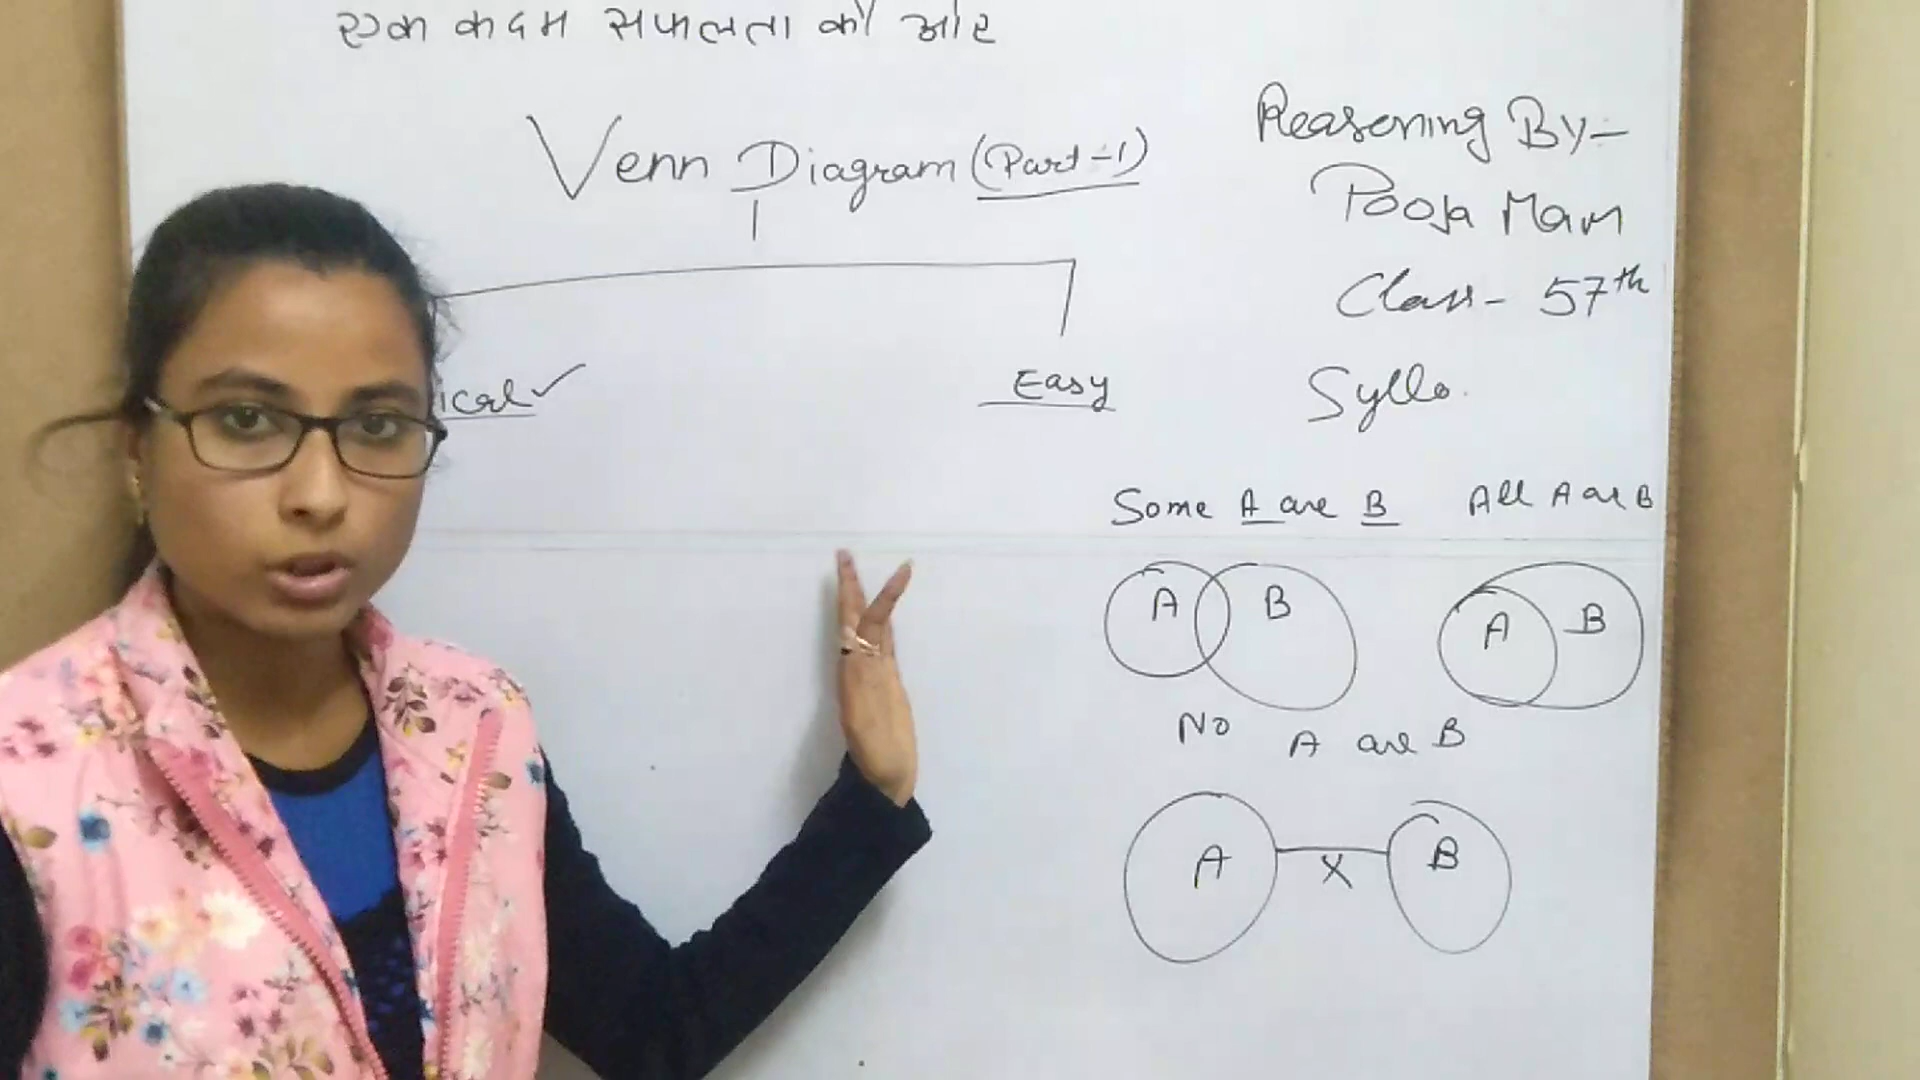 एक कदम सफलता की ओर
Venn Diagram (Part-1)
ical ✓
Easy
Reasoning By-
Pooja Mam
Class- 57th
Syllo.
Some A are B
All A are B
A B
A B
No A are B
A X B